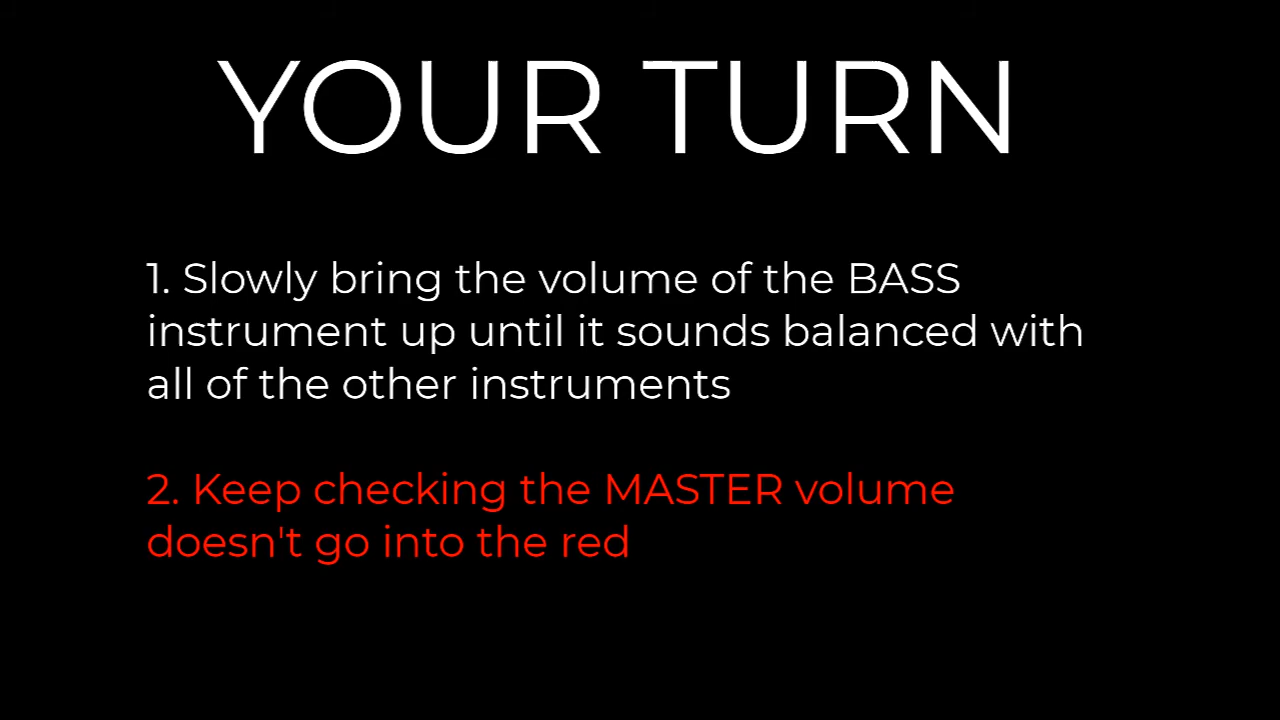 YOUR TURN
1. Slowly bring the volume of the BASS
instrument up until it sounds balanced with
all of the other instruments
2. Keep checking the MASTER volume
doesn't go into the red